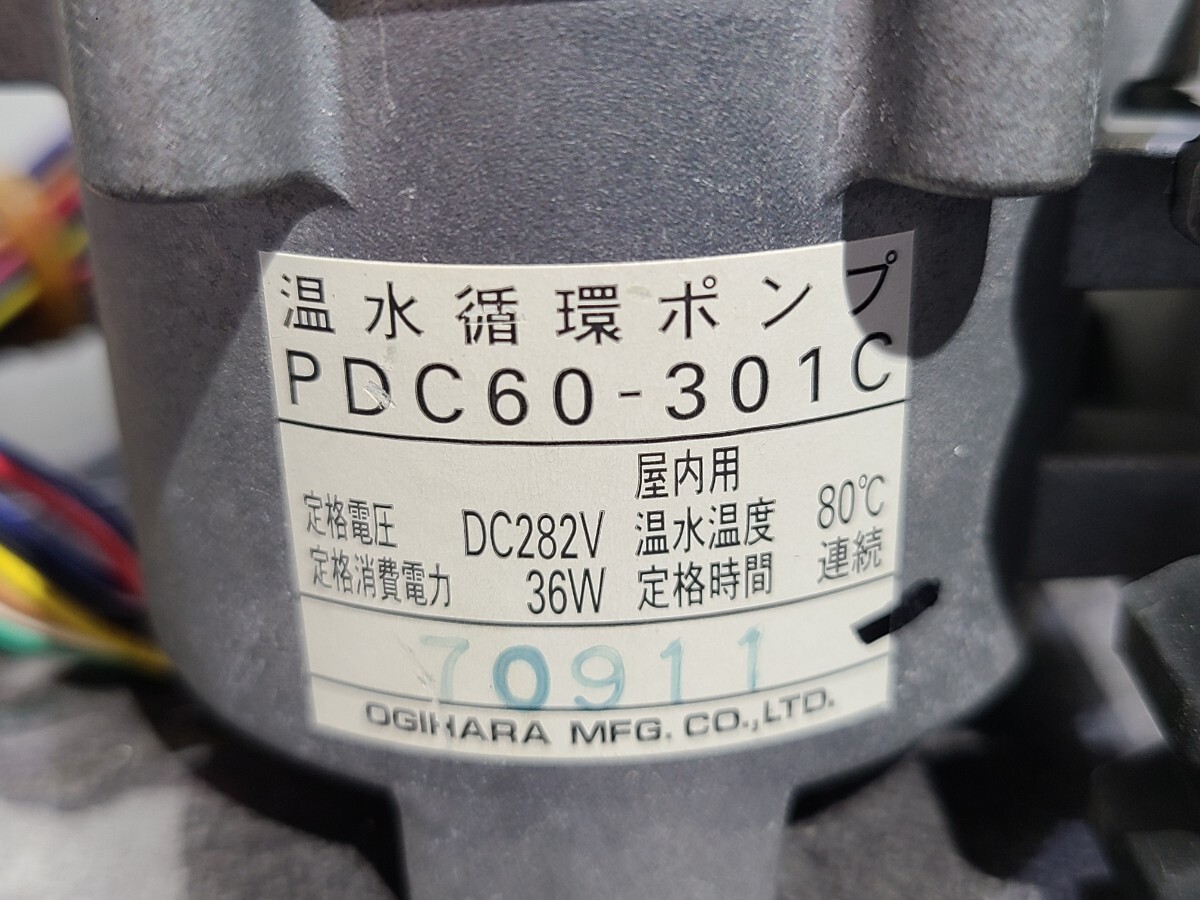 温水循環ポンプ
PDC60-301C
定格電圧 DC282V
定格消費電力 36W
屋内用
温水温度 80℃
定格時間 連続
70911
OGIHARA MFG. CO.,LTD.